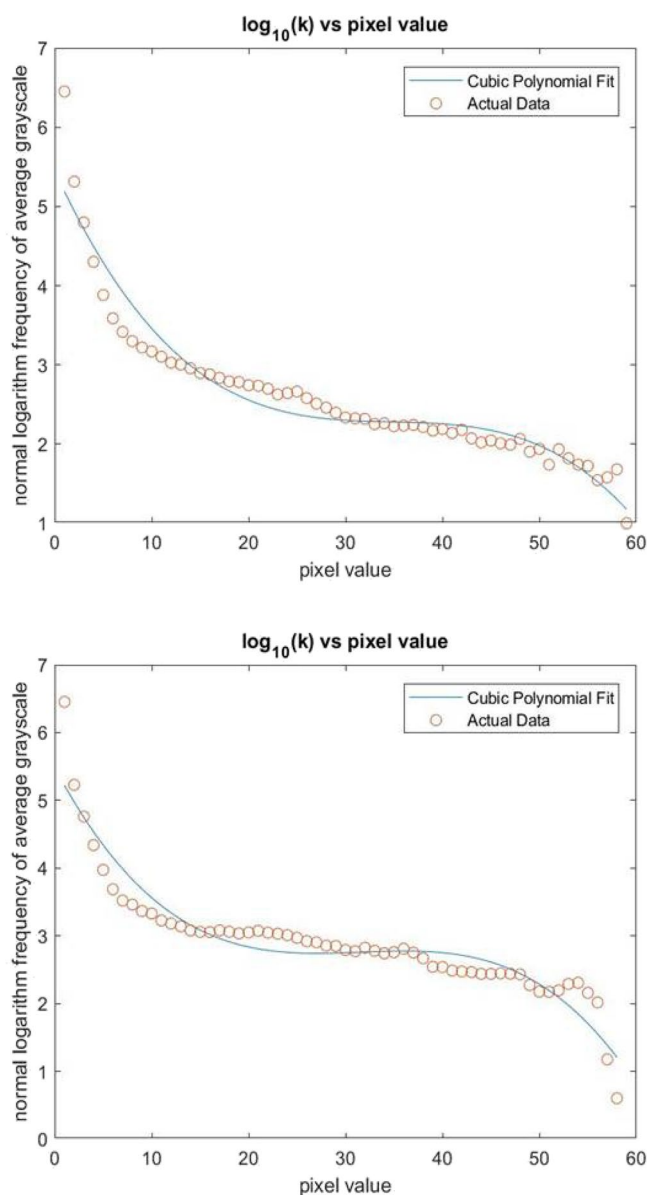 log10(k) vs pixel value
7
6
5
4
3
2
1
normal logarithm frequency of average grayscale
Cubic Polynomial Fit
Actual Data
0 10 20 30 40 50 60
pixel value
log10(k) vs pixel value
7
6
5
4
3
2
1
0
normal logarithm frequency of average grayscale
Cubic Polynomial Fit
Actual Data
0 10 20 30 40 50 60
pixel value